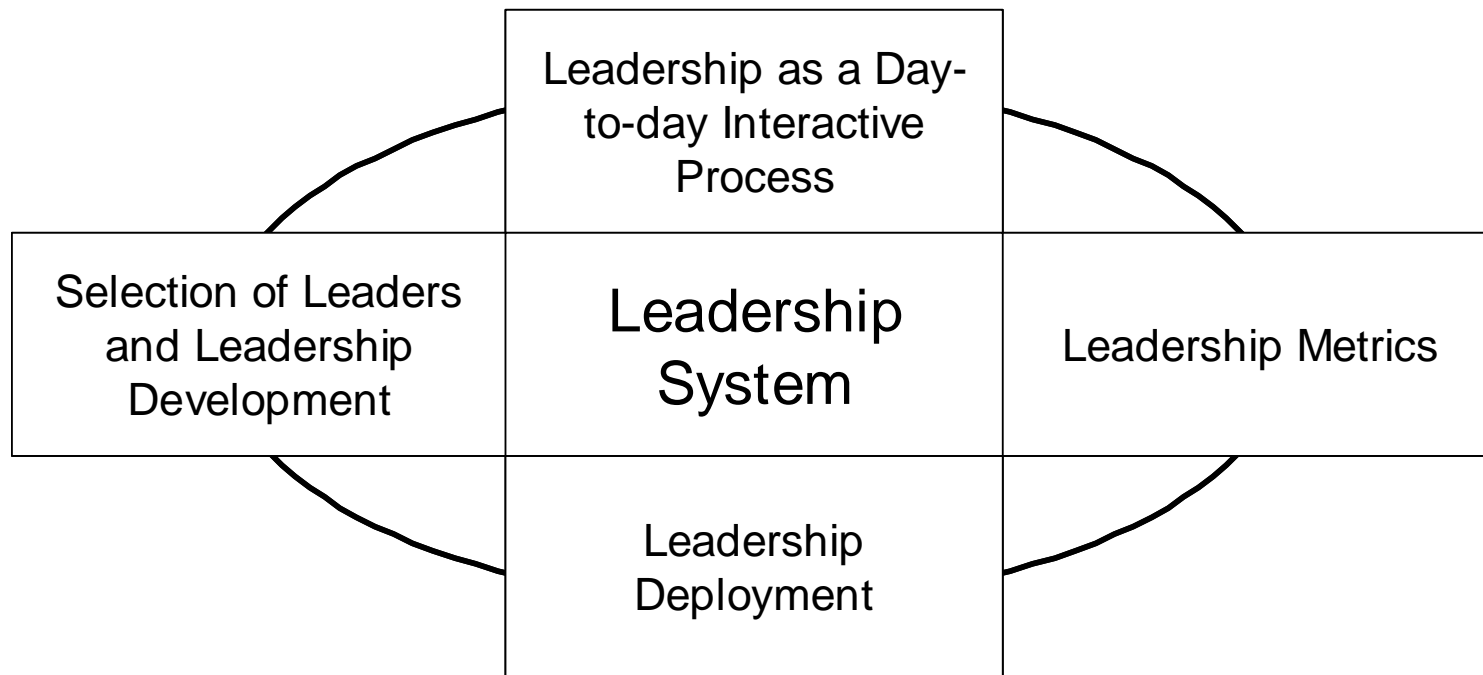 Leadership as a Day-
to-day Interactive
Process
Selection of Leaders
and Leadership
Development
Leadership
System
Leadership Metrics
Leadership
Deployment